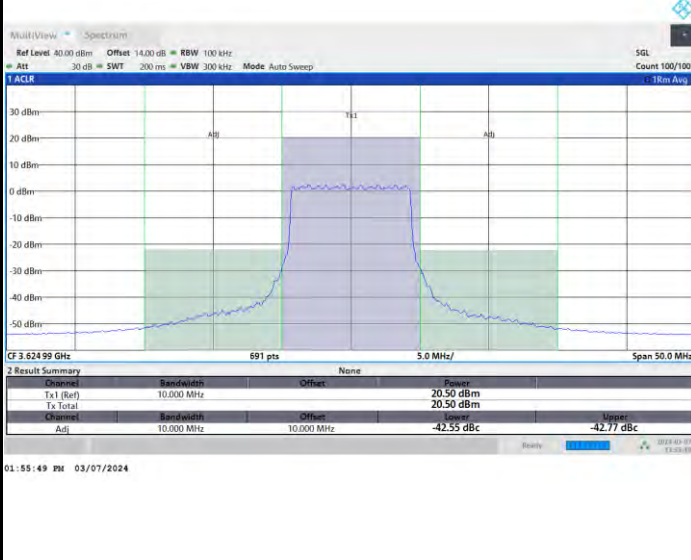 MultiView Spectrum
Ref Level 40.00 dBm Offset 14.00 dB RBW 100 kHz SGL
Att 30 dB SWT 200 ms VBW 300 kHz Mode Auto Sweep Count 100/100
1 ACLR 1Rm Avg
30 dBm
Tx1
20 dBm Adj Adj
10 dBm
0 dBm
-10 dBm
-20 dBm
-30 dBm
-40 dBm
-50 dBm
CF 3.624 99 GHz 691 pts 5.0 MHz/ Span 50.0 MHz
2 Result Summary None
Channel Bandwidth Offset Power
Tx1 (Ref) 10.000 MHz 20.50 dBm
Tx Total 20.50 dBm
Channel Bandwidth Offset Lower Upper
Adj 10.000 MHz 10.000 MHz -42.55 dBc -42.77 dBc
Ready
01:55:49 PM 03/07/2024